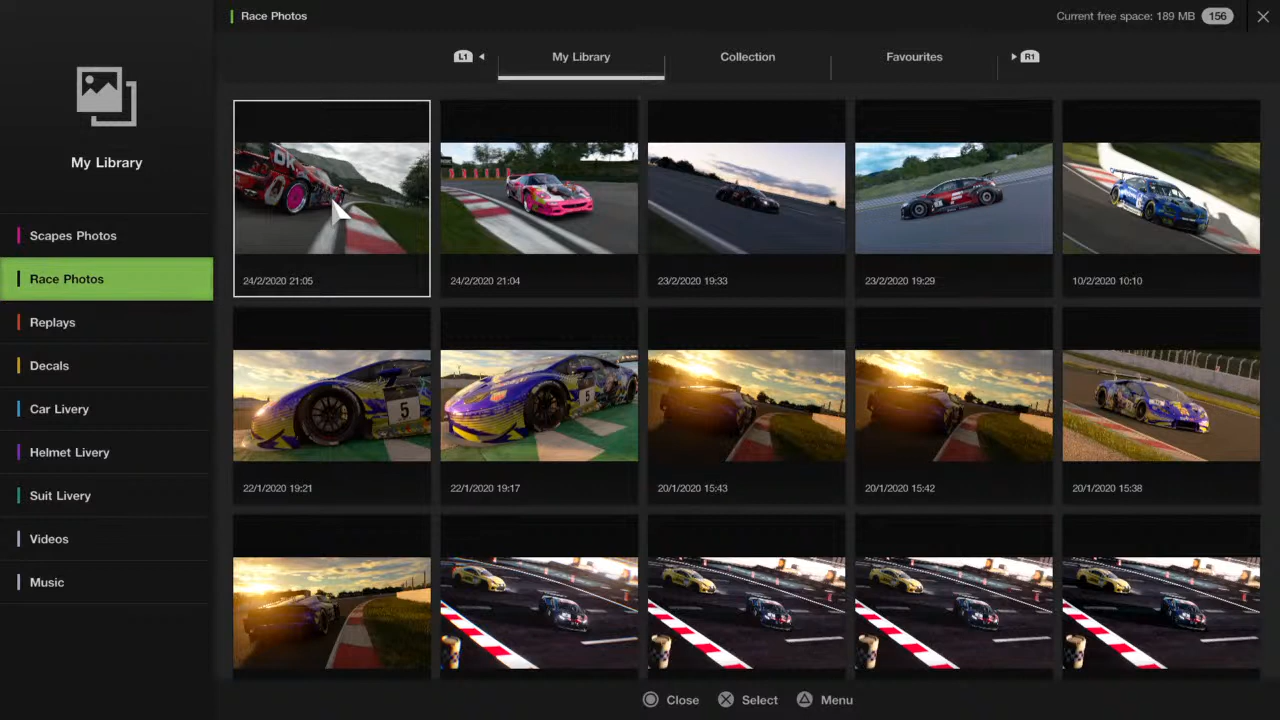 Race Photos
Current free space: 189 MB 156
L1 My Library Collection Favourites R1
My Library
Scapes Photos
Race Photos
Replays
Decals
Car Livery
Helmet Livery
Suit Livery
Videos
Music
OK
24/2/2020 21:05 24/2/2020 21:04 23/2/2020 19:33 23/2/2020 19:29 10/2/2020 10:10
5 5
22/1/2020 19:21 22/1/2020 19:17 20/1/2020 15:43 20/1/2020 15:42 20/1/2020 15:38
Close Select Menu